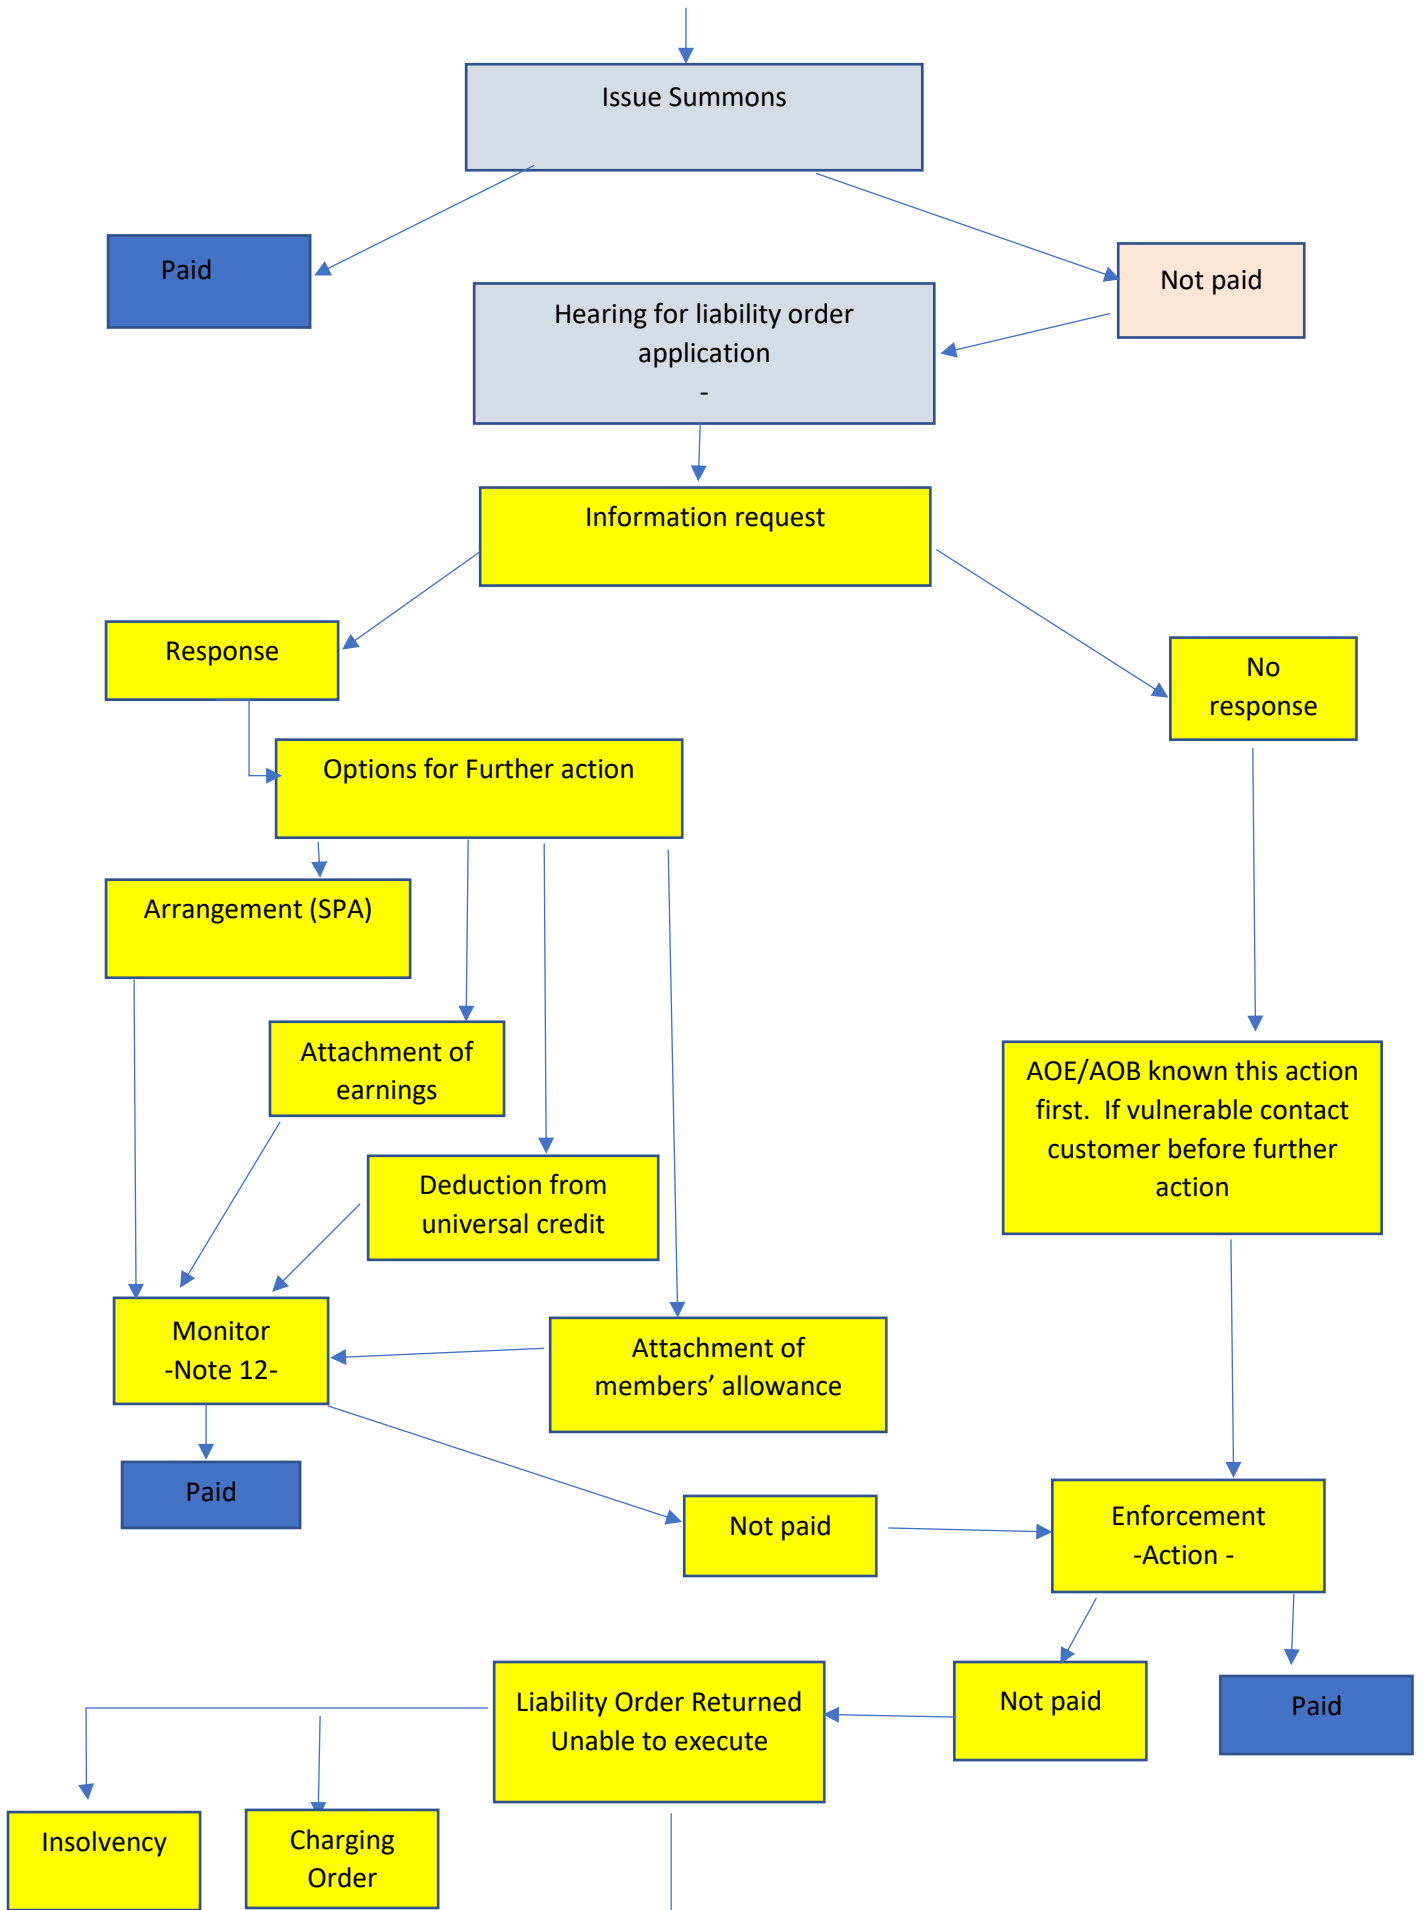 Issue Summons
Paid
Not paid
Hearing for liability order
application
-
Information request
Response
No
response
Options for Further action
Arrangement (SPA)
Attachment of
earnings
AOE/AOB known this action
first.  If vulnerable contact
customer before further
action
Deduction from
universal credit
Monitor
-Note 12-
Attachment of
members’ allowance
Paid
Not paid
Enforcement
-Action -
Liability Order Returned
Unable to execute
Not paid
Paid
Insolvency
Charging
Order